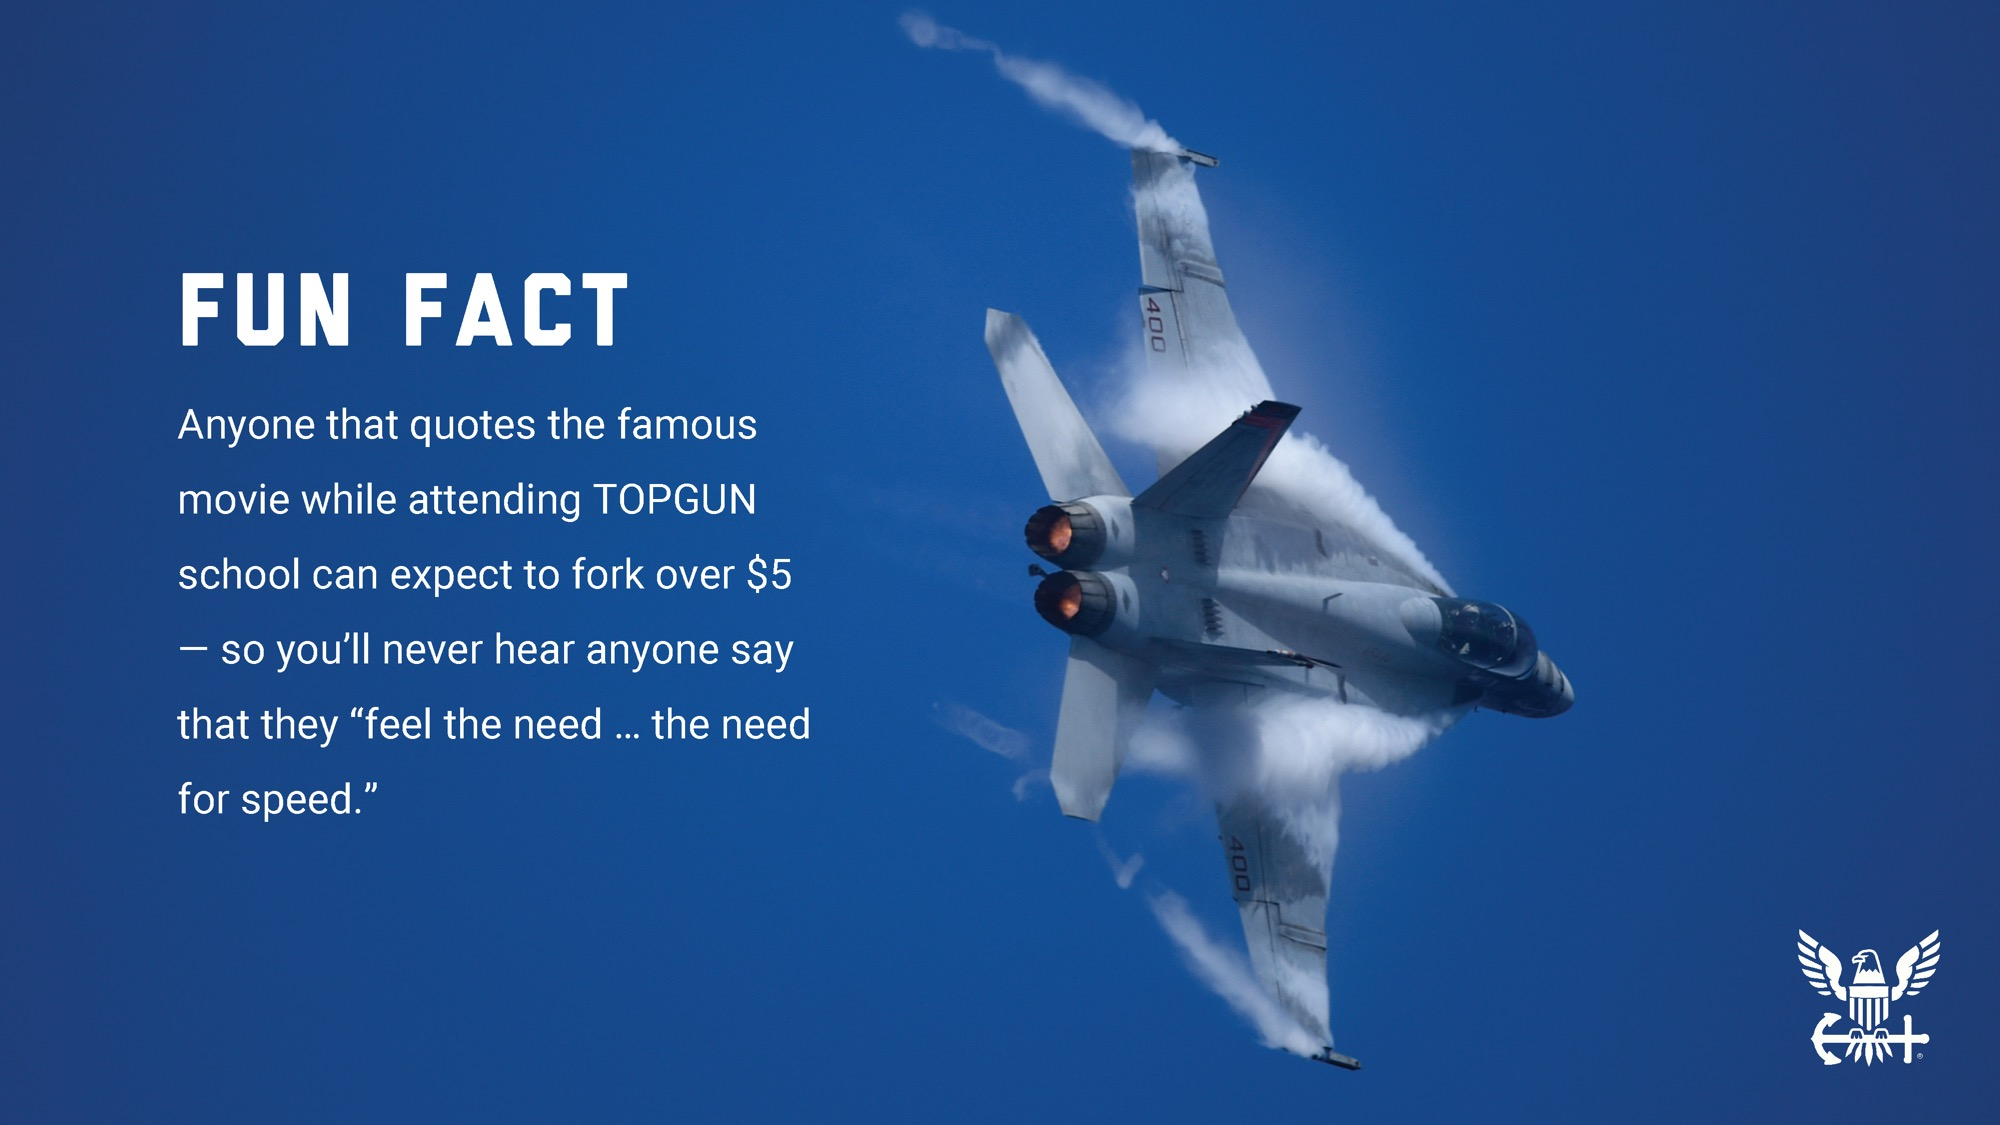 FUN FACT
Anyone that quotes the famous
movie while attending TOPGUN
school can expect to fork over $5
— so you’ll never hear anyone say
that they “feel the need ... the need
for speed.”
400
400
®